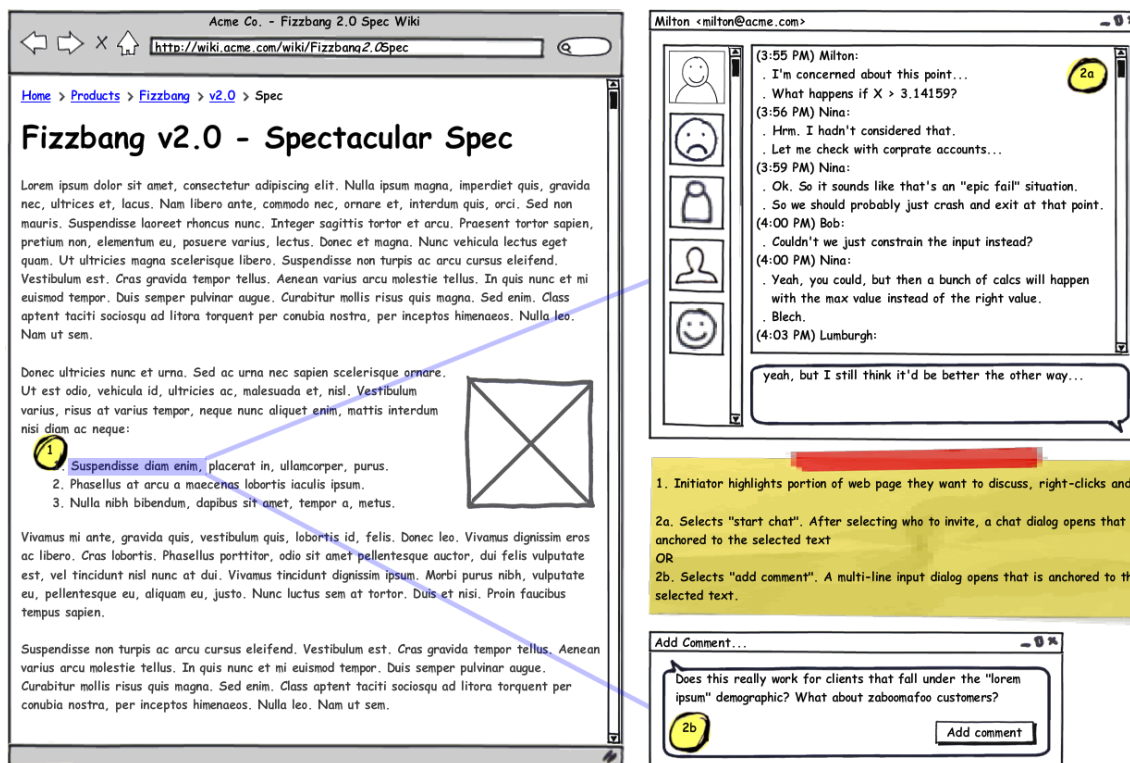 Acme Co. - Fizzbang 2.0 Spec Wiki
http://wiki.acme.com/wiki/Fizzbang2.0Spec
Home > Products > Fizzbang > v2.0 > Spec
Fizzbang v2.0 - Spectacular Spec
Lorem ipsum dolor sit amet, consectetur adipiscing elit. Nulla ipsum magna, imperdiet quis, gravida
nec, ultrices et, lacus. Nam libero ante, commodo nec, ornare et, interdum quis, orci. Sed non
mauris. Suspendisse laoreet rhoncus nunc. Integer sagittis tortor et arcu. Praesent tortor sapien,
pretium non, elementum eu, posuere varius, lectus. Donec et magna. Nunc vehicula lectus eget
quam. Ut ultricies magna scelerisque libero. Suspendisse non turpis ac arcu cursus eleifend.
Vestibulum est. Cras gravida tempor tellus. Aenean varius arcu molestie tellus. In quis nunc et mi
euismod tempor. Duis semper pulvinar augue. Curabitur mollis risus quis magna. Sed enim. Class
aptent taciti sociosqu ad litora torquent per conubia nostra, per inceptos himenaeos. Nulla leo.
Nam ut sem.
Donec ultricies nunc et urna. Sed ac urna nec sapien scelerisque ornare.
Ut est odio, vehicula id, ultricies ac, malesuada et, nisl. Vestibulum
varius, risus at varius tempor, neque nunc aliquet enim, mattis interdum
nisi diam ac neque:
1
. Suspendisse diam enim, placerat in, ullamcorper, purus.
2. Phasellus at arcu a maecenas lobortis iaculis ipsum.
3. Nulla nibh bibendum, dapibus sit amet, tempor a, metus.
Vivamus mi ante, gravida quis, vestibulum quis, lobortis id, felis. Donec leo. Vivamus dignissim eros
ac libero. Cras lobortis. Phasellus porttitor, odio sit amet pellentesque auctor, dui felis vulputate
est, vel tincidunt nisl nunc at dui. Vivamus tincidunt dignissim ipsum. Morbi purus nibh, vulputate
eu, pellentesque eu, aliquam eu, justo. Nunc luctus sem at tortor. Duis et nisi. Proin faucibus
tempus sapien.
Suspendisse non turpis ac arcu cursus eleifend. Vestibulum est. Cras gravida tempor tellus. Aenean
varius arcu molestie tellus. In quis nunc et mi euismod tempor. Duis semper pulvinar augue.
Curabitur mollis risus quis magna. Sed enim. Class aptent taciti sociosqu ad litora torquent per
conubia nostra, per inceptos himenaeos. Nulla leo. Nam ut sem.
Milton <milton@acme.com>
(3:55 PM) Milton:
. I'm concerned about this point...
2a
. What happens if X > 3.14159?
(3:56 PM) Nina:
. Hrm. I hadn't considered that.
. Let me check with corprate accounts...
(3:59 PM) Nina:
. Ok. So it sounds like that's an "epic fail" situation.
. So we should probably just crash and exit at that point.
(4:00 PM) Bob:
. Couldn't we just constrain the input instead?
(4:00 PM) Nina:
. Yeah, you could, but then a bunch of calcs will happen
with the max value instead of the right value.
. Blech.
(4:03 PM) Lumburgh:
yeah, but I still think it'd be better the other way...
1. Initiator highlights portion of web page they want to discuss, right-clicks and
2a. Selects "start chat". After selecting who to invite, a chat dialog opens that
anchored to the selected text
OR
2b. Selects "add comment". A multi-line input dialog opens that is anchored to th
selected text.
Add Comment...
Does this really work for clients that fall under the "lorem
ipsum" demographic? What about zaboomafoo customers?
2b
Add comment